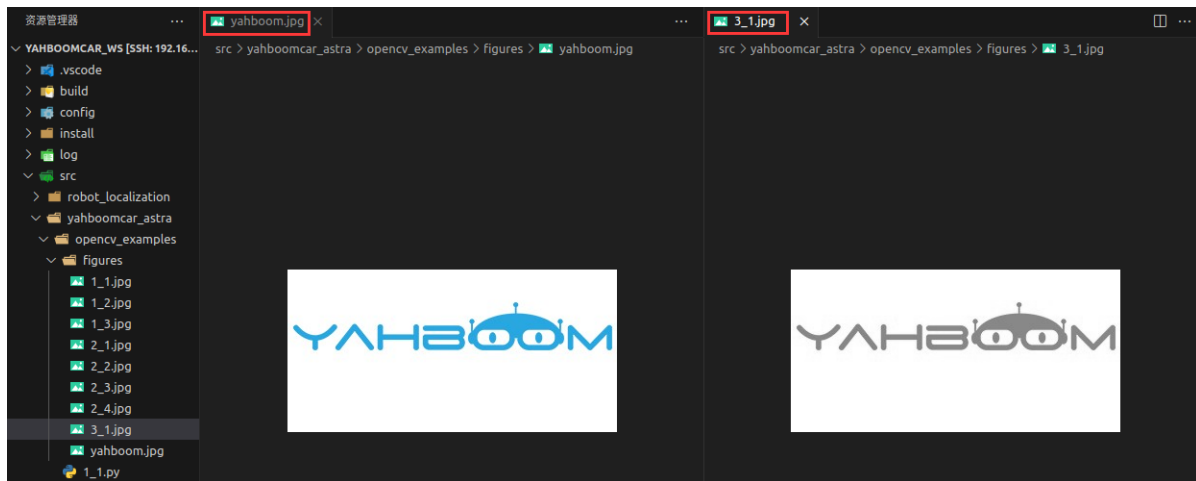 资源管理器 ···
YAHBOOMCAR_WS [SSH: 192.16...
.vscode
build
config
install
log
src
robot_localization
yahboomcar_astra
opencv_examples
figures
1_1.jpg
1_2.jpg
1_3.jpg
2_1.jpg
2_2.jpg
2_3.jpg
2_4.jpg
3_1.jpg
yahboom.jpg
1_1.py
yahboom.jpg × ···
src > yahboomcar_astra > opencv_examples > figures > yahboom.jpg
YAHBOOM
3_1.jpg × ···
src > yahboomcar_astra > opencv_examples > figures > 3_1.jpg
YAHBOOM